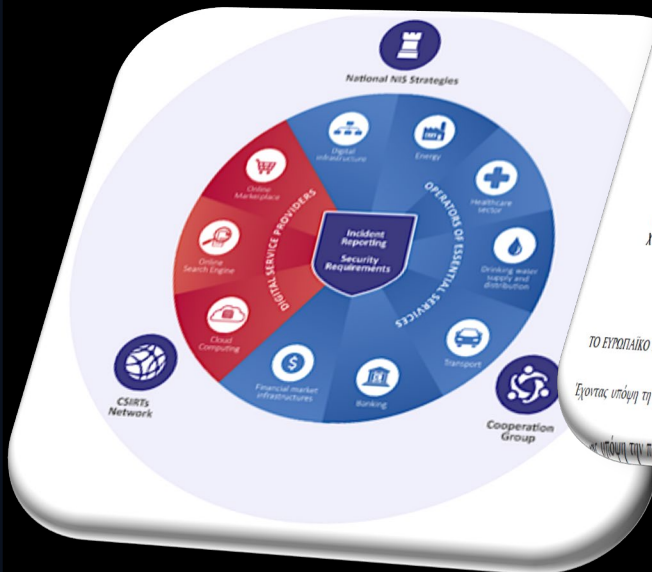 National NIS Strategies
Digital
infrastructure
Energy
Healthcare
sector
Drinking water
supply and
distribution
Transport
Banking
Financial market
infrastructures
Cloud
Computing
Online
Search Engine
Online
Marketplace
OPERATORS OF ESSENTIAL SERVICES
DIGITAL SERVICE PROVIDERS
Incident
Reporting
Security
Requirements
CSIRTs
Network
Cooperation
Group
ΤΟ ΕΥΡΩΠΑΪΚΟ
Έχοντας υπόψη τη
υπόψη την π